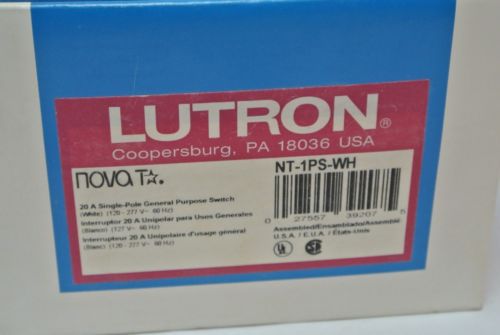 LUTRON®
Coopersburg, PA 18036 USA
nova T☆.
NT-1PS-WH
20 A Single-Pole General Purpose Switch
(White) (120 - 277 V~ 60 Hz)
Interruptor 20 A Unipolar para Usos Generales
(Blanco) (127 V~ 60 Hz)
Interrupteur 20 A Unipolaire d'usage général
(Blanc) (120 - 277 V~ 60 Hz)
0 27557 39207 5
Assembled/Ensamblado/Assemblé-
U.S.A. / E.U.A. / États-Unis